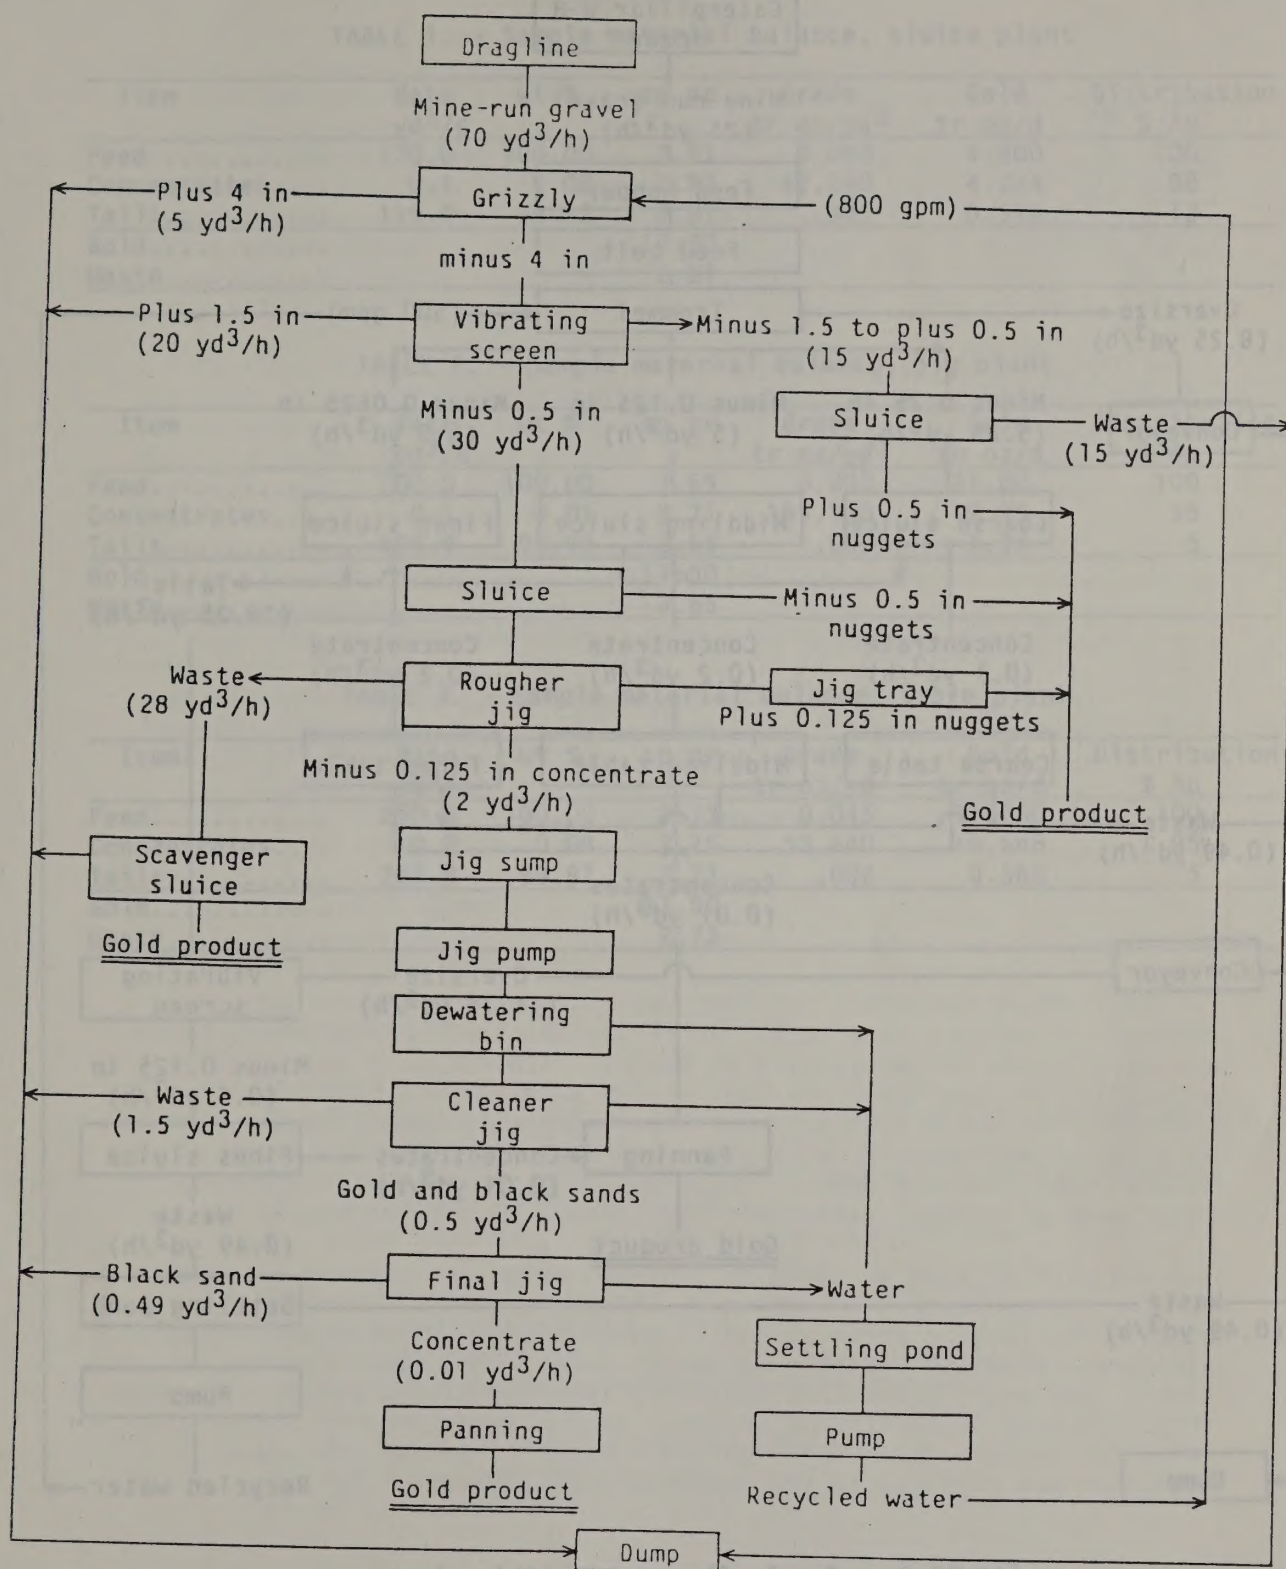 Dragline
Mine-run gravel
(70 yd³/h)
Plus 4 in
(5 yd³/h)
Grizzly
(800 gpm)
minus 4 in
Plus 1.5 in
(20 yd³/h)
Vibrating
screen
Minus 1.5 to plus 0.5 in
(15 yd³/h)
Minus 0.5 in
(30 yd³/h)
Sluice
Waste
(15 yd³/h)
Plus 0.5 in
nuggets
Sluice
Minus 0.5 in
nuggets
Waste
(28 yd³/h)
Rougher
jig
Jig tray
Plus 0.125 in nuggets
Minus 0.125 in concentrate
(2 yd³/h)
Gold product
Scavenger
sluice
Jig sump
Gold product
Jig pump
Dewatering
bin
Waste
(1.5 yd³/h)
Cleaner
jig
Gold and black sands
(0.5 yd³/h)
Black sand
(0.49 yd³/h)
Final jig
Water
Concentrate
(0.01 yd³/h)
Settling pond
Panning
Pump
Gold product
Recycled water
Dump